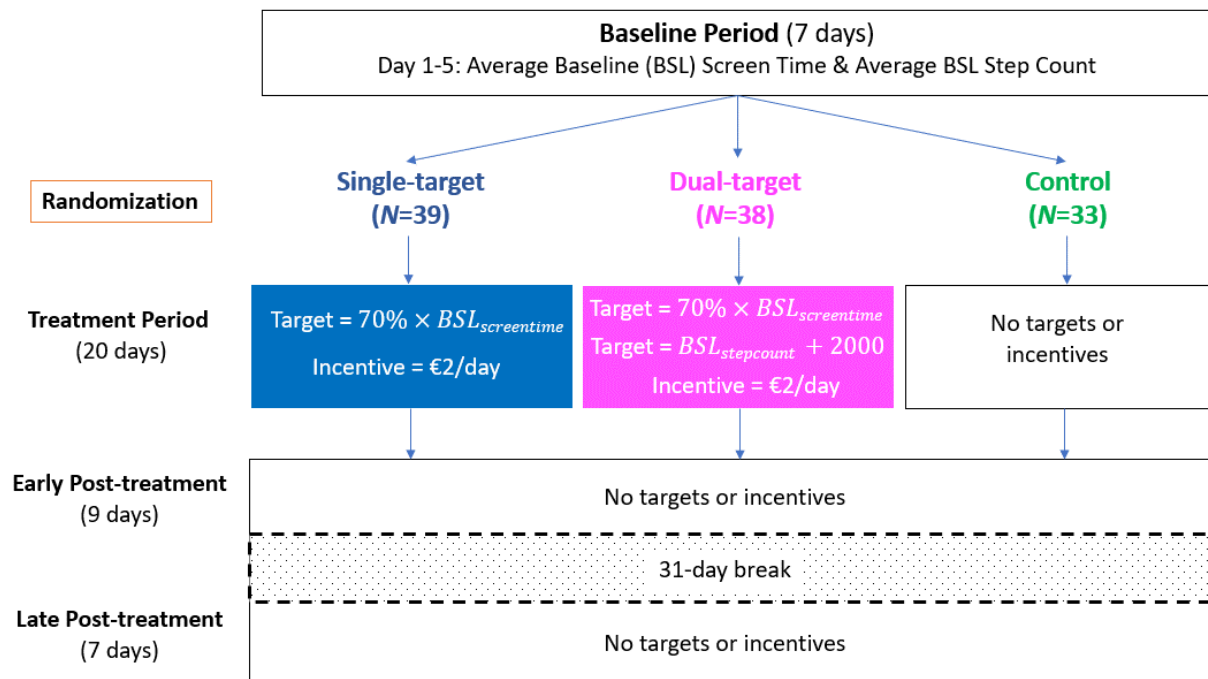 Baseline Period (7 days)
Day 1-5: Average Baseline (BSL) Screen Time & Average BSL Step Count
Randomization
Single-target
(N=39)
Dual-target
(N=38)
Control
(N=33)
Treatment Period
(20 days)
Target = 70% × BSL_screentime
Incentive = €2/day
Target = 70% × BSL_screentime
Target = BSL_stepcount + 2000
Incentive = €2/day
No targets or
incentives
Early Post-treatment
(9 days)
No targets or incentives
31-day break
Late Post-treatment
(7 days)
No targets or incentives